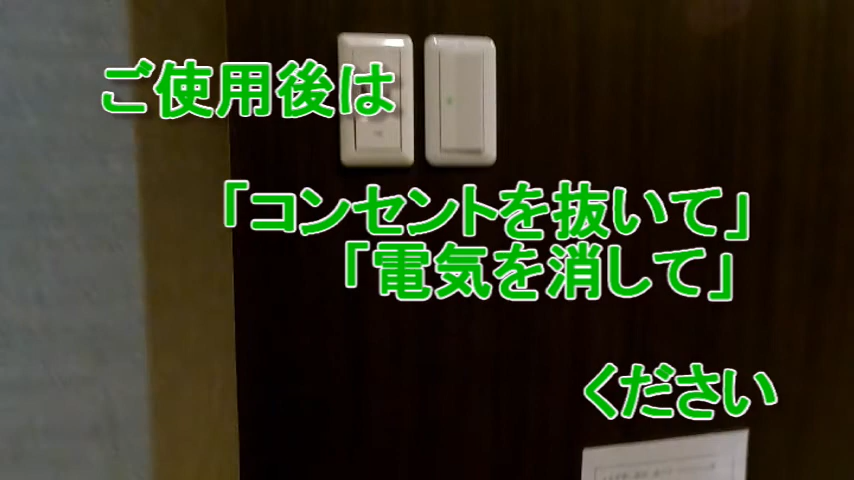 ご使用後は
「コンセントを抜いて」
「電気を消して」
ください